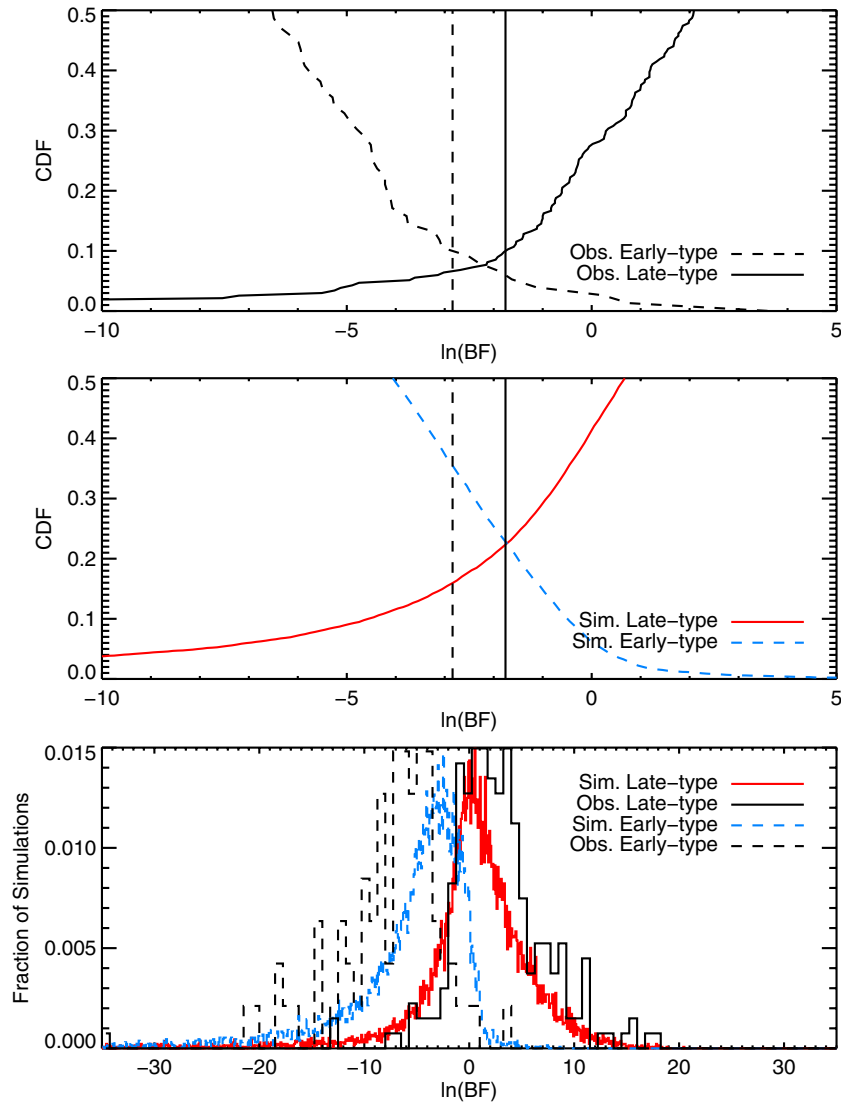 0.5
0.4
0.3
0.2
0.1
0.0
CDF
Obs. Early-type
Obs. Late-type
-10
-5
0
5
ln(BF)
0.5
0.4
0.3
0.2
0.1
0.0
CDF
Sim. Late-type
Sim. Early-type
-10
-5
0
5
ln(BF)
0.015
0.010
0.005
0.000
Fraction of Simulations
Sim. Late-type
Obs. Late-type
Sim. Early-type
Obs. Early-type
-30
-20
-10
0
10
20
30
ln(BF)